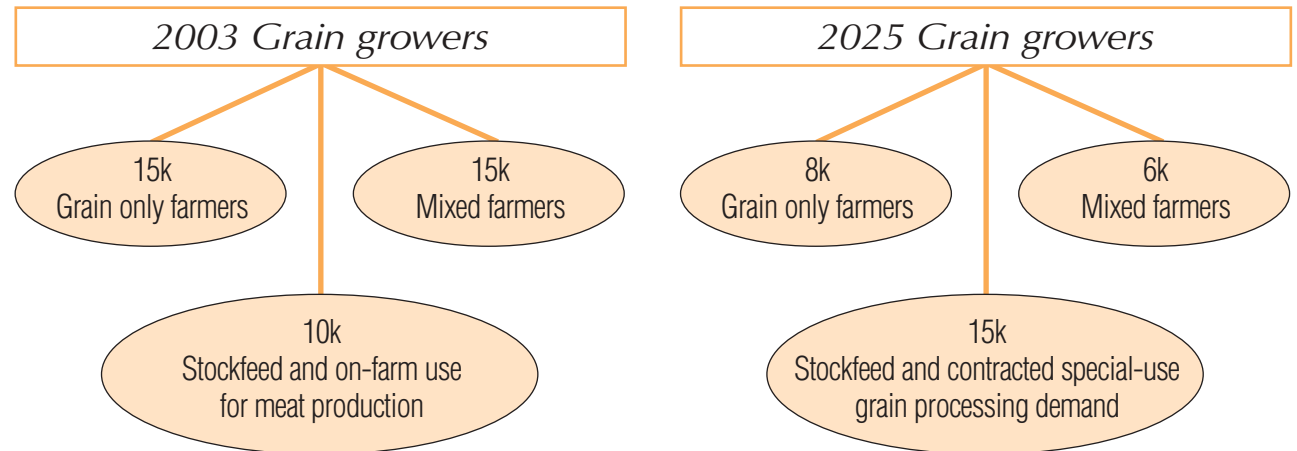 2003 Grain growers
15k
Grain only farmers
15k
Mixed farmers
10k
Stockfeed and on-farm use
for meat production
2025 Grain growers
8k
Grain only farmers
6k
Mixed farmers
15k
Stockfeed and contracted special-use
grain processing demand